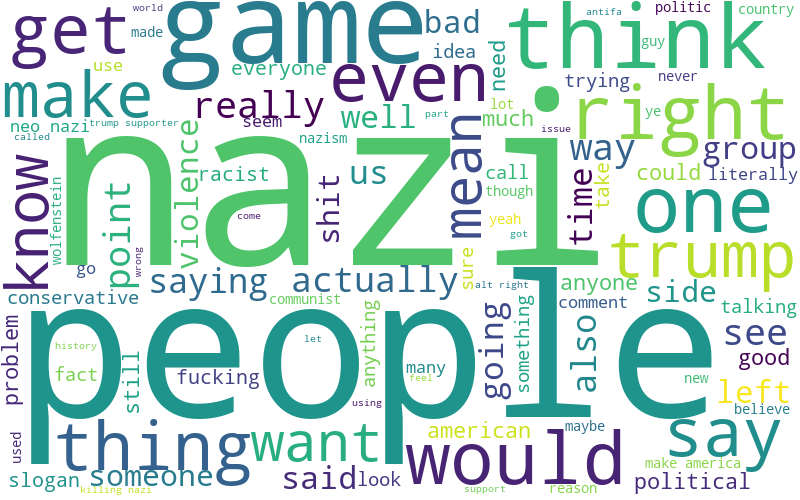 world
antifa
politic
country
get
game
made
bad
think
guy
idea
need
never
use
everyone
even
trying
make
really
lot
right
ye
neo nazi
trump supporter
seem
well
much
part
issue
called
nazism
way
group
nazi
know
wolfenstein
point
violence
racist
us
shit
mean
call
though
time
take
could
literally
one
yeah
come
got
trump
go
wrong
saying
actually
sure
alt right
anyone
side
conservative
communist
comment
talking
people
problem
history
let
anything
going
something
also
see
good
fact
still
fucking
many
feel
new
left
using
believe
used
thing
want
american
maybe
say
would
make america
slogan
someone
said
look
political
reason
killing nazi
support